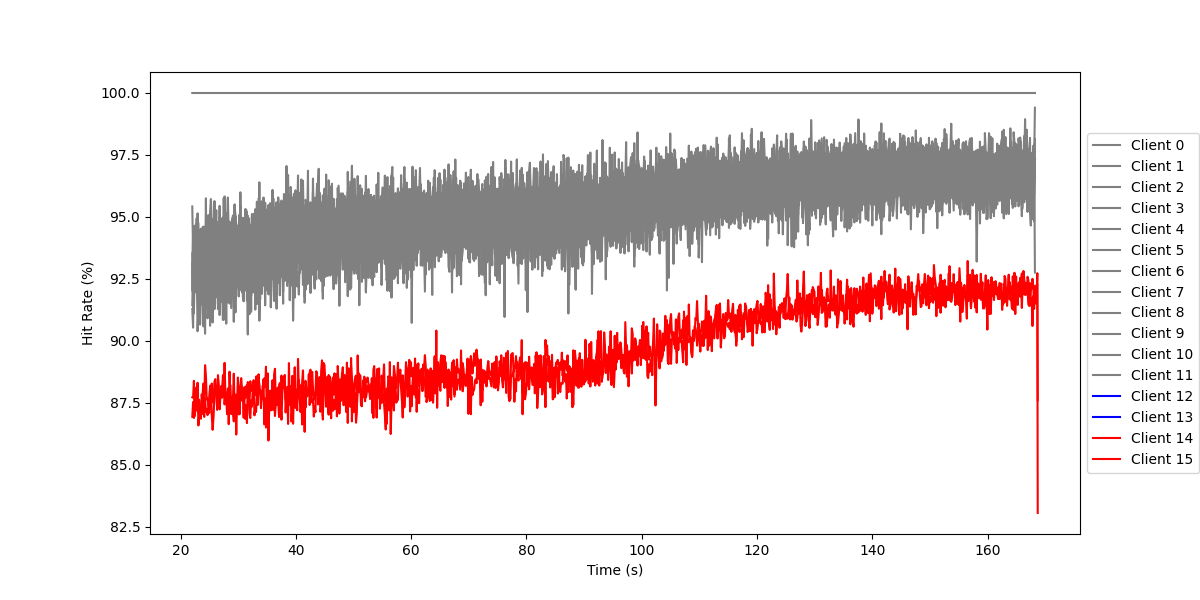 100.0
97.5
95.0
92.5
90.0
87.5
85.0
82.5
Hit Rate (%)
20 40 60 80 100 120 140 160
Time (s)
Client 0
Client 1
Client 2
Client 3
Client 4
Client 5
Client 6
Client 7
Client 8
Client 9
Client 10
Client 11
Client 12
Client 13
Client 14
Client 15